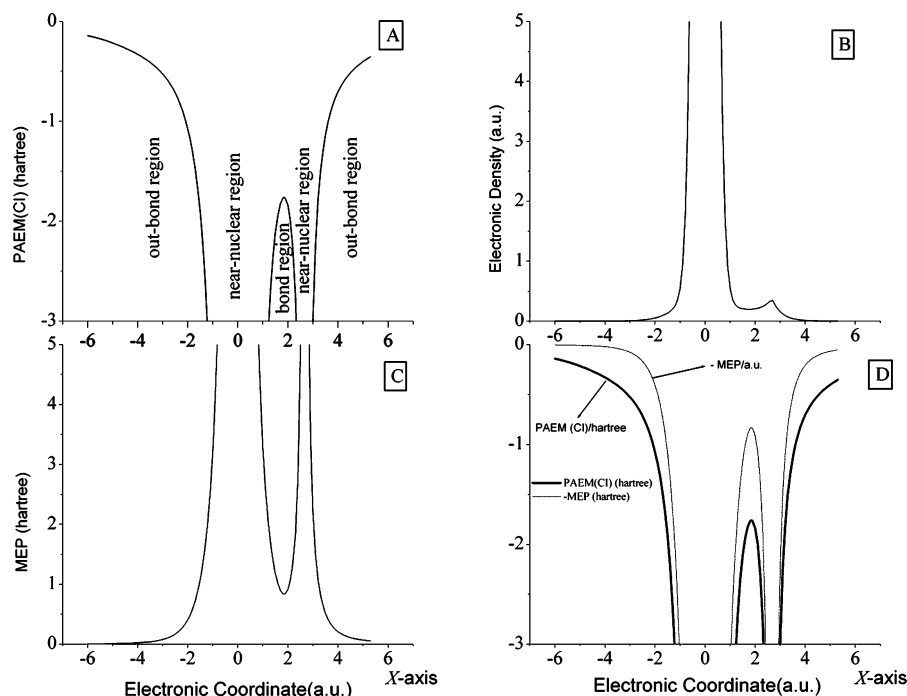 A
PAEM(CI) (hartree)
0
-1
-2
-3
out-bond region
near-nuclear region
bond region
near-nuclear region
out-bond region
-6 -4 -2 0 2 4 6
B
Electronic Density (a.u.)
5
4
3
2
1
0
-6 -4 -2 0 2 4 6
C
MEP (hartree)
5
4
3
2
1
0
-6 -4 -2 0 2 4 6
Electronic Coordinate(a.u.)
X-axis
D
0
-1
-2
-3
- MEP/a.u.
PAEM (CI)/hartree
PAEM(CI) (hartree)
-MEP (hartree)
-6 -4 -2 0 2 4 6
Electronic Coordinate (a.u.)
X-axis